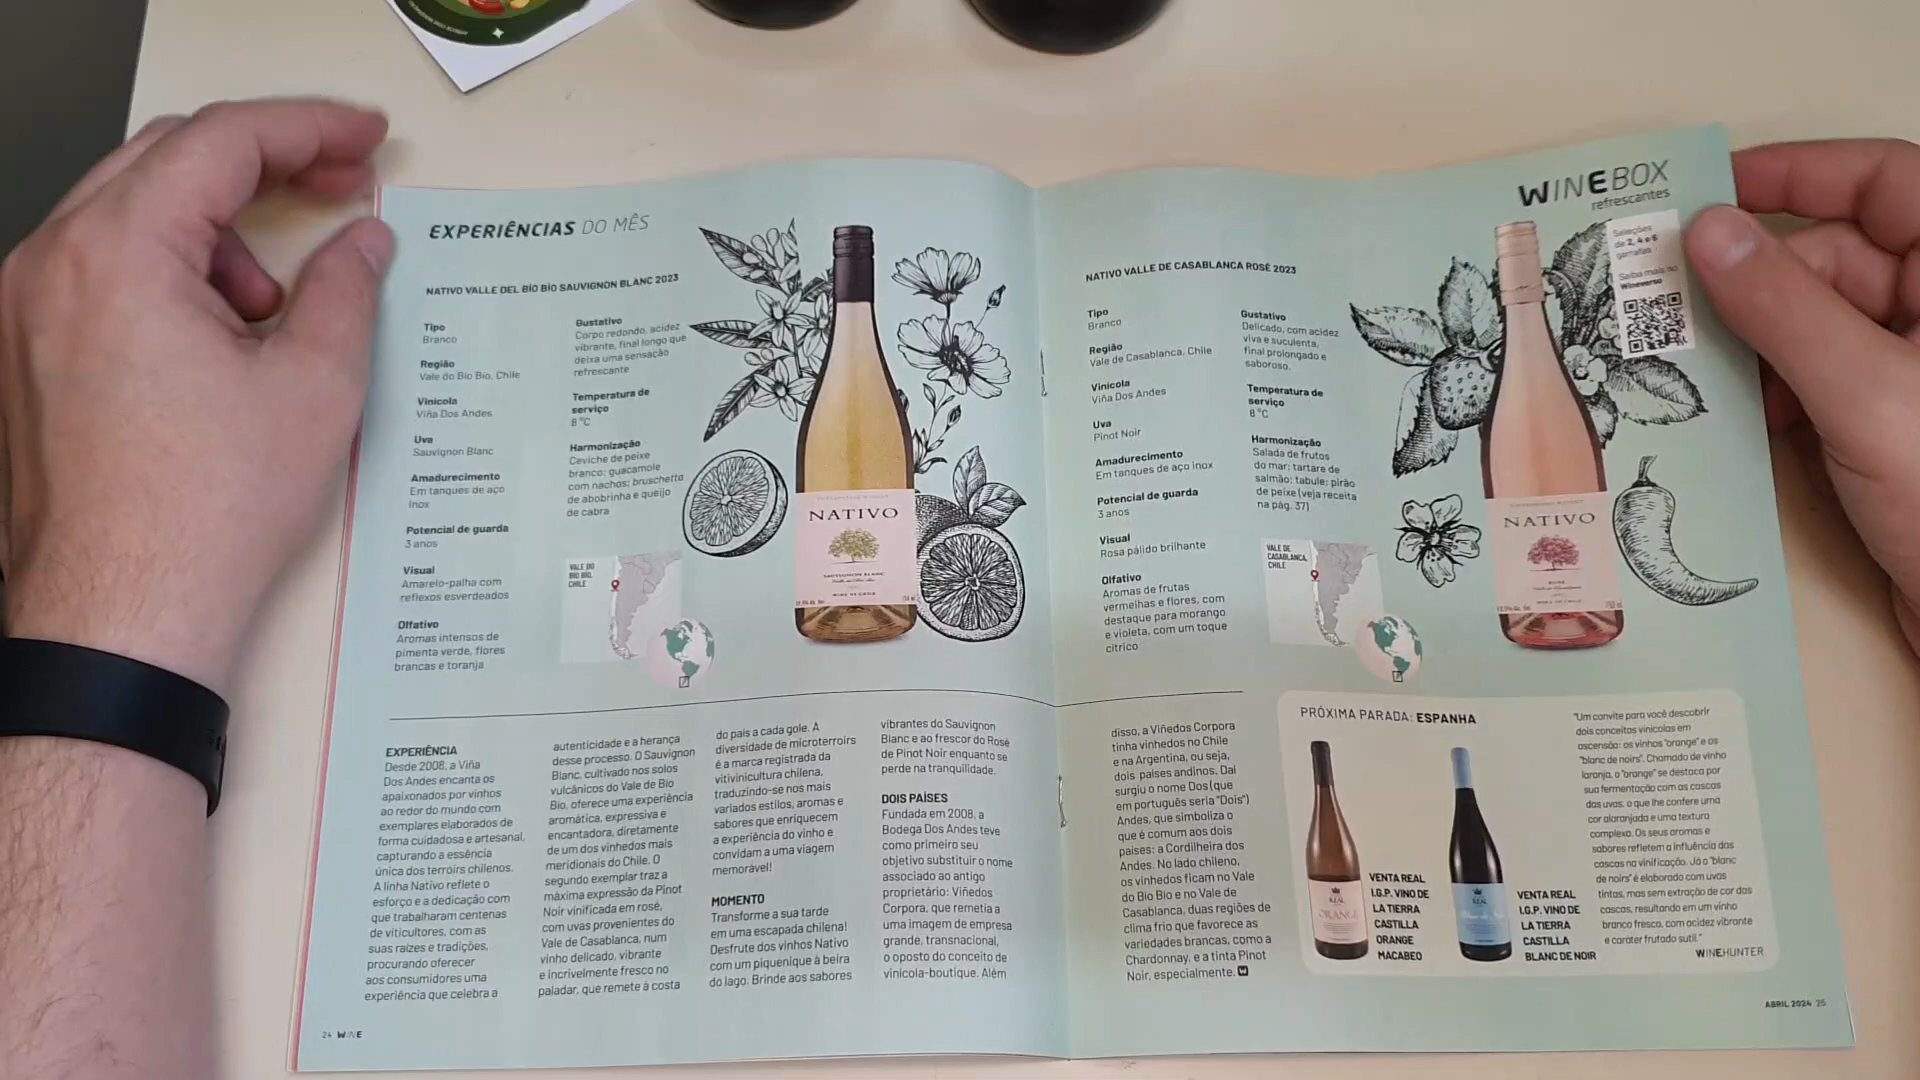 EXPERIÊNCIAS DO MÊS
NATIVO VALLE DEL BÍO BÍO SAUVIGNON BLANC 2023
Tipo
Branco
Região
Vale do Bío Bío, Chile
Vinícola
Viña Dos Andes
Uva
Sauvignon Blanc
Amadurecimento
Em tanques de aço
inox
Potencial de guarda
3 anos
Visual
Amarelo-palha com
reflexos esverdeados
Olfativo
Aromas intensos de
pimenta verde, flores
brancas e toranja
Gustativo
Corpo redondo, acidez
vibrante, final longo que
deixa uma sensação
refrescante
Temperatura de
serviço
8 °C
Harmonização
Ceviche de peixe
branco; guacamole
com nachos; bruschetta
de abobrinha e queijo
de cabra
VALE DO
BÍO BÍO,
CHILE
NATIVO
SAUVIGNON BLANC
WINE OF CHILE
EXPERIÊNCIA
Desde 2008, a Viña
Dos Andes encanta os
apaixonados por vinhos
ao redor do mundo com
exemplares elaborados de
forma cuidadosa e artesanal,
capturando a essência
única dos terroirs chilenos.
A linha Nativo reflete o
esforço e a dedicação com
que trabalharam centenas
de viticultores, com as
suas raízes e tradições,
procurando oferecer
aos consumidores uma
experiência que celebra a
autenticidade e a herança
desse processo. O Sauvignon
Blanc, cultivado nos solos
vulcânicos do Vale de Bío
Bío, oferece uma experiência
aromática, expressiva e
encantadora, diretamente
de um dos vinhedos mais
meridionais do Chile. O
segundo exemplar traz a
máxima expressão da Pinot
Noir vinificada em rosé,
com uvas provenientes do
Vale de Casablanca, num
vinho delicado, vibrante
e incrivelmente fresco no
paladar, que remete à costa
do país a cada gole. A
diversidade de microterroirs
é a marca registrada da
vitivinicultura chilena,
traduzindo-se nos mais
variados estilos, aromas e
sabores que enriquecem
a experiência do vinho e
convidam a uma viagem
memorável!
MOMENTO
Transforme a sua tarde
em uma escapada chilena!
Desfrute dos vinhos Nativo
com um piquenique à beira
do lago. Brinde aos sabores
vibrantes do Sauvignon
Blanc e ao frescor do Rosé
de Pinot Noir enquanto se
perde na tranquilidade.
DOIS PAÍSES
Fundada em 2008, a
Bodega Dos Andes teve
como primeiro seu
objetivo substituir o nome
associado ao antigo
proprietário: Viñedos
Corpora, que remetia a
uma imagem de empresa
grande, transnacional,
o oposto do conceito de
vinícola-boutique. Além
24 WINE
WINEBOX
refrescantes
Seleções
de 2, 4 e 6
garrafas
Saiba mais no
Wineverso
NATIVO VALLE DE CASABLANCA ROSÉ 2023
Tipo
Branco
Região
Vale de Casablanca, Chile
Vinícola
Viña Dos Andes
Uva
Pinot Noir
Amadurecimento
Em tanques de aço inox
Potencial de guarda
3 anos
Visual
Rosa pálido brilhante
Olfativo
Aromas de frutas
vermelhas e flores, com
destaque para morango
e violeta, com um toque
cítrico
Gustativo
Delicado, com acidez
viva e suculenta,
final prolongado e
saboroso.
Temperatura de
serviço
8 °C
Harmonização
Salada de frutos
do mar; tartare de
salmão; tabule; pirão
de peixe (veja receita
na pág. 37)
VALE DE
CASABLANCA,
CHILE
NATIVO
ROSÉ
disso, a Viñedos Corpora
tinha vinhedos no Chile
e na Argentina, ou seja,
dois países andinos. Daí
surgiu o nome Dos (que
em português seria "Dois")
Andes, que simboliza o
que é comum aos dois
países: a Cordilheira dos
Andes. No lado chileno,
os vinhedos ficam no Vale
do Bío Bío e no Vale de
Casablanca, duas regiões de
clima frio que favorece as
variedades brancas, como a
Chardonnay, e a tinta Pinot
Noir, especialmente.
PRÓXIMA PARADA: ESPANHA
REAL
ORANGE
VENTA REAL
I.G.P. VINO DE
LA TIERRA
CASTILLA
ORANGE
MACABEO
REAL
VENTA REAL
I.G.P. VINO DE
LA TIERRA
CASTILLA
BLANC DE NOIR
"Um convite para você descobrir
dois conceitos vinícolas em
ascensão: os vinhos "orange" e os
"blanc de noirs". Chamado de vinho
laranja, o "orange" se destaca por
sua fermentação com as cascas
das uvas, o que lhe confere uma
cor alaranjada e uma textura
complexa. Os seus aromas e
sabores refletem a influência das
cascas na vinificação. Já o "blanc
de noirs" é elaborado com uvas
tintas, mas sem extração de cor das
cascas, resultando em um vinho
branco fresco, com acidez vibrante
e caráter frutado sutil."
WINEHUNTER
ABRIL 2024 25